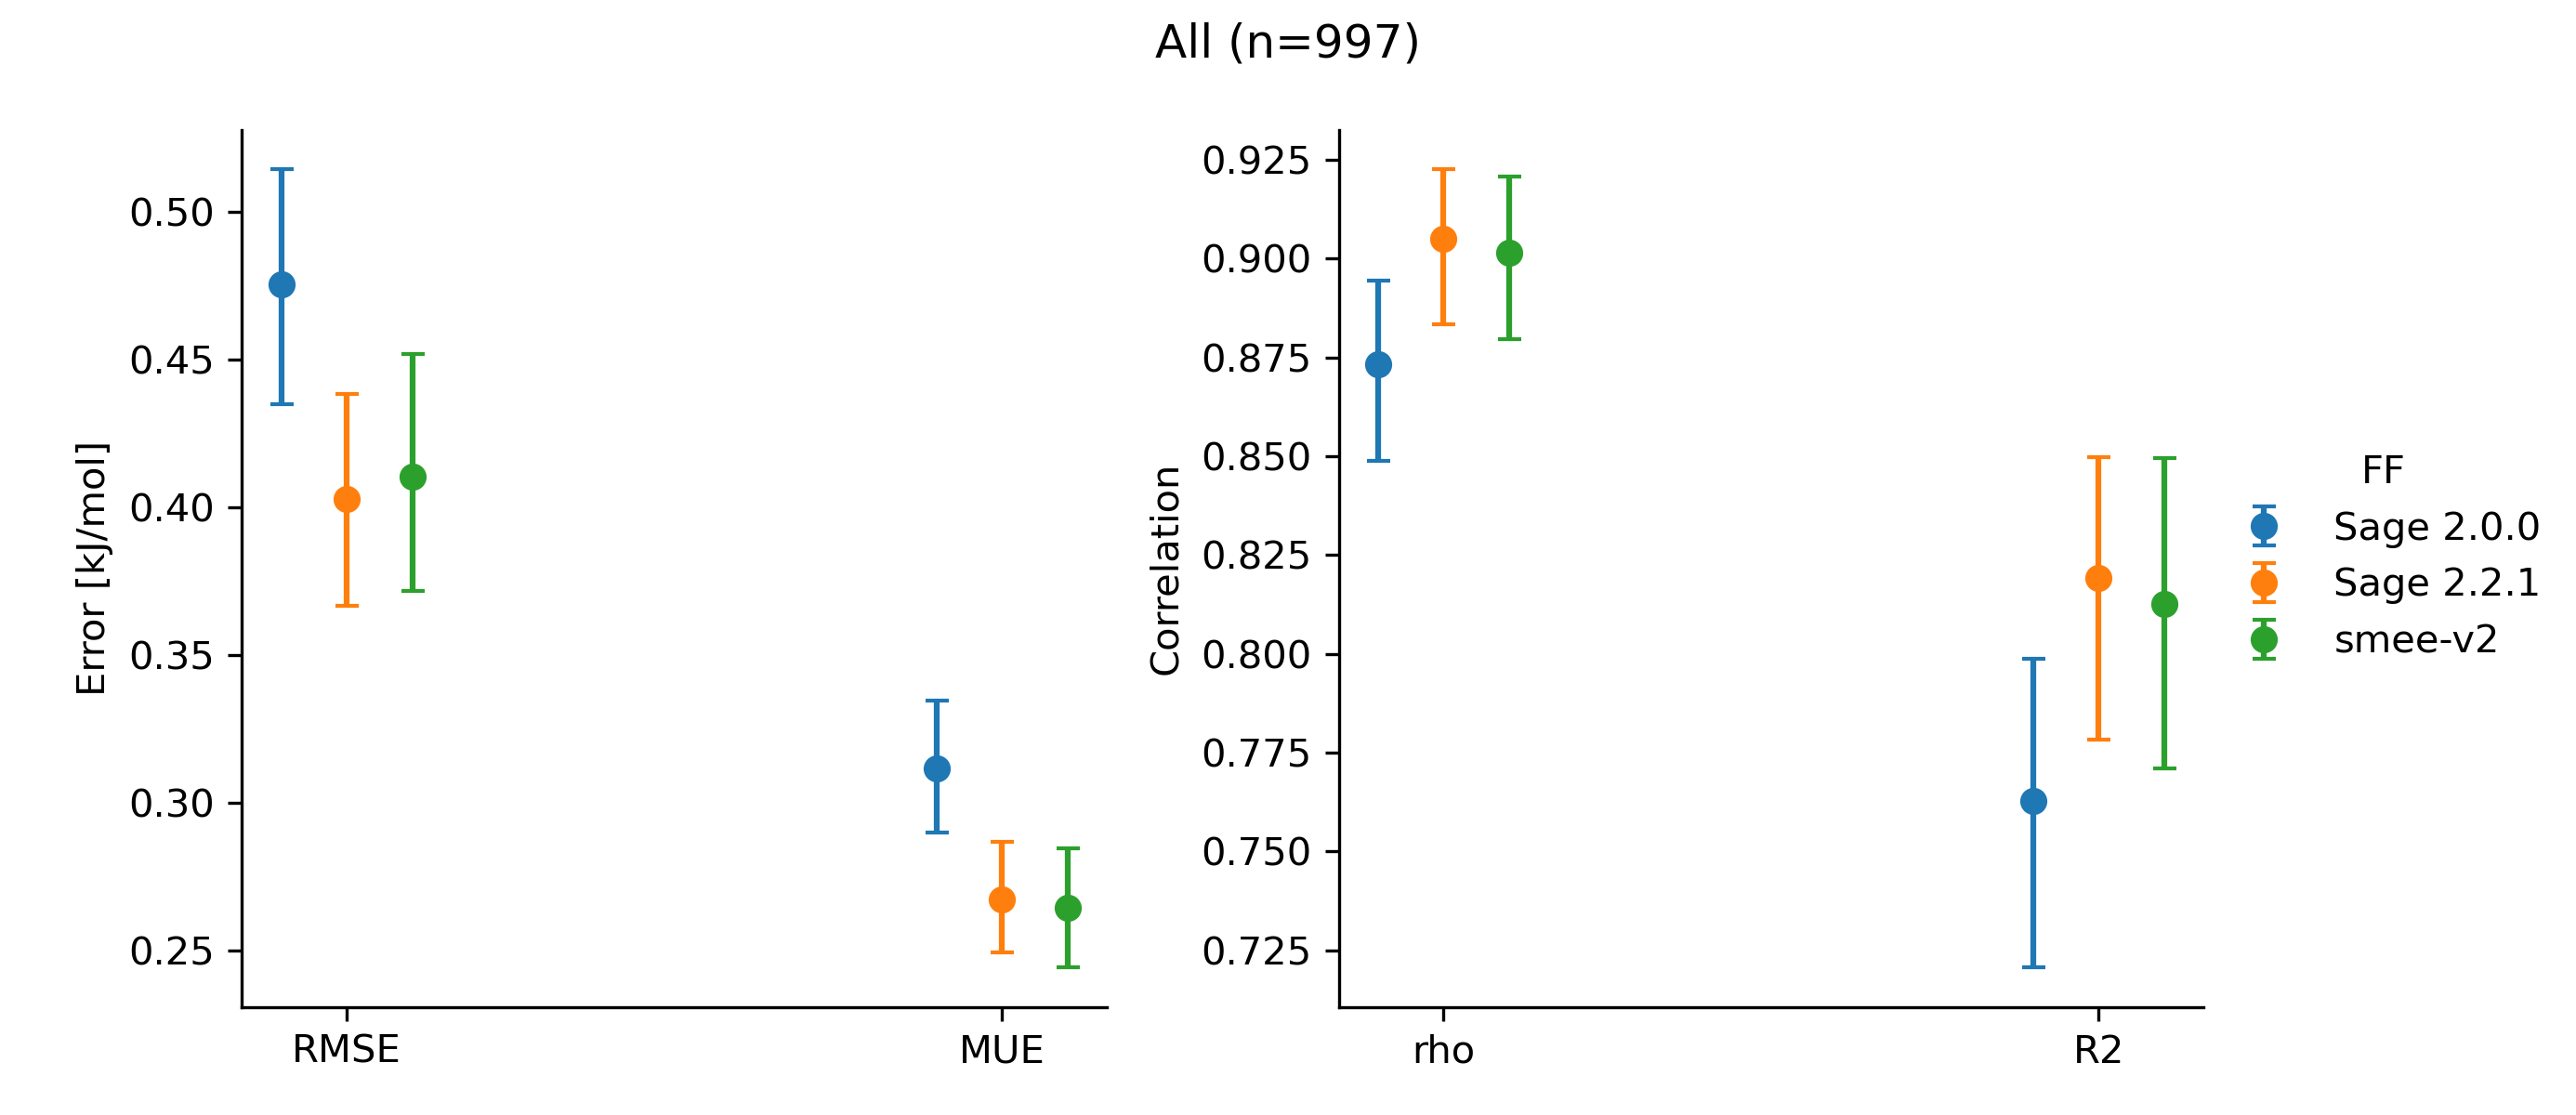 All (n=997)
Error [kJ/mol]
0.50
0.45
0.40
0.35
0.30
0.25
RMSE
MUE
Correlation
0.925
0.900
0.875
0.850
0.825
0.800
0.775
0.750
0.725
rho
R2
FF
Sage 2.0.0
Sage 2.2.1
smee-v2